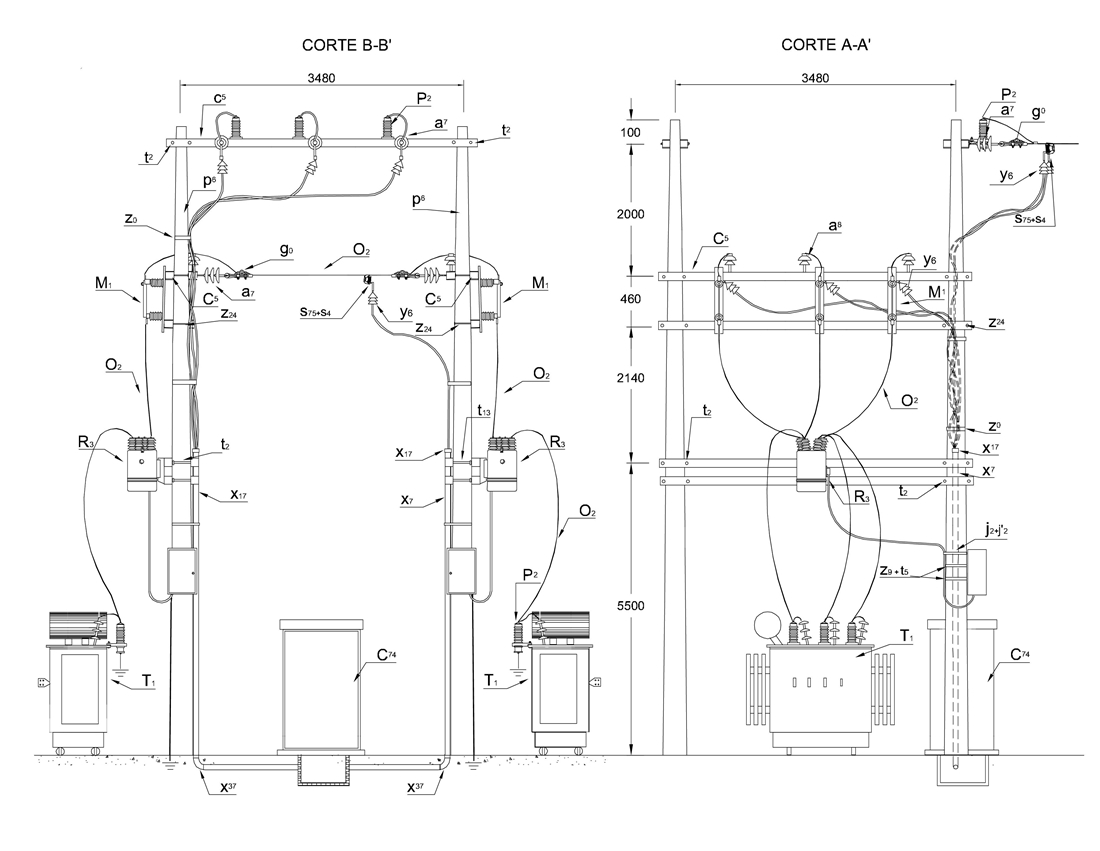 CORTE B-B'
CORTE A-A'
3480
3480
c5
P2
a7
t2
t2
p6
p6
z0
g0
O2
M1
M1
C5
a7
C5
S75+S4
y6
z24
z24
O2
O2
R3
t2
t13
x17
R3
x17
x7
O2
P2
C74
T1
T1
x37
x37
P2
a7
g0
100
y6
S75+S4
2000
a8
C5
y6
M1
460
z24
2140
O2
t2
z0
x17
x7
R3
t2
j2+j'2
z9+t5
5500
T1
C74